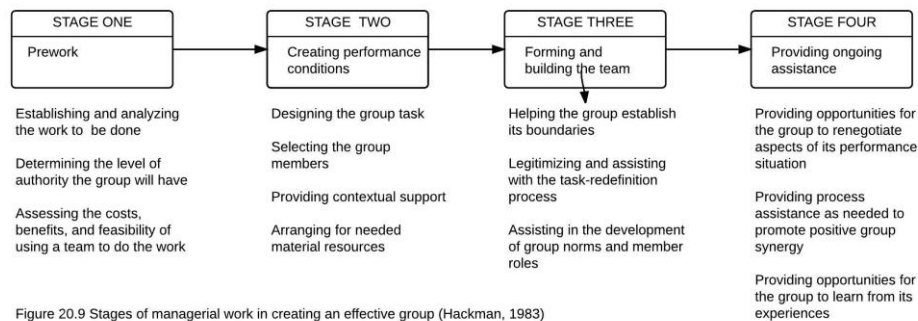 STAGE ONE
Prework
Establishing and analyzing
the work to be done
Determining the level of
authority the group will have
Assessing the costs,
benefits, and feasibility of
using a team to do the work
STAGE TWO
Creating performance
conditions
Designing the group task
Selecting the group
members
Providing contextual support
Arranging for needed
material resources
STAGE THREE
Forming and
building the team
Helping the group establish
its boundaries
Legitimizing and assisting
with the task-redefinition
process
Assisting in the development
of group norms and member
roles
STAGE FOUR
Providing ongoing
assistance
Providing opportunities for
the group to renegotiate
aspects of its performance
situation
Providing process
assistance as needed to
promote positive group
synergy
Providing opportunities for
the group to learn from its
experiences
Figure 20.9 Stages of managerial work in creating an effective group (Hackman, 1983)